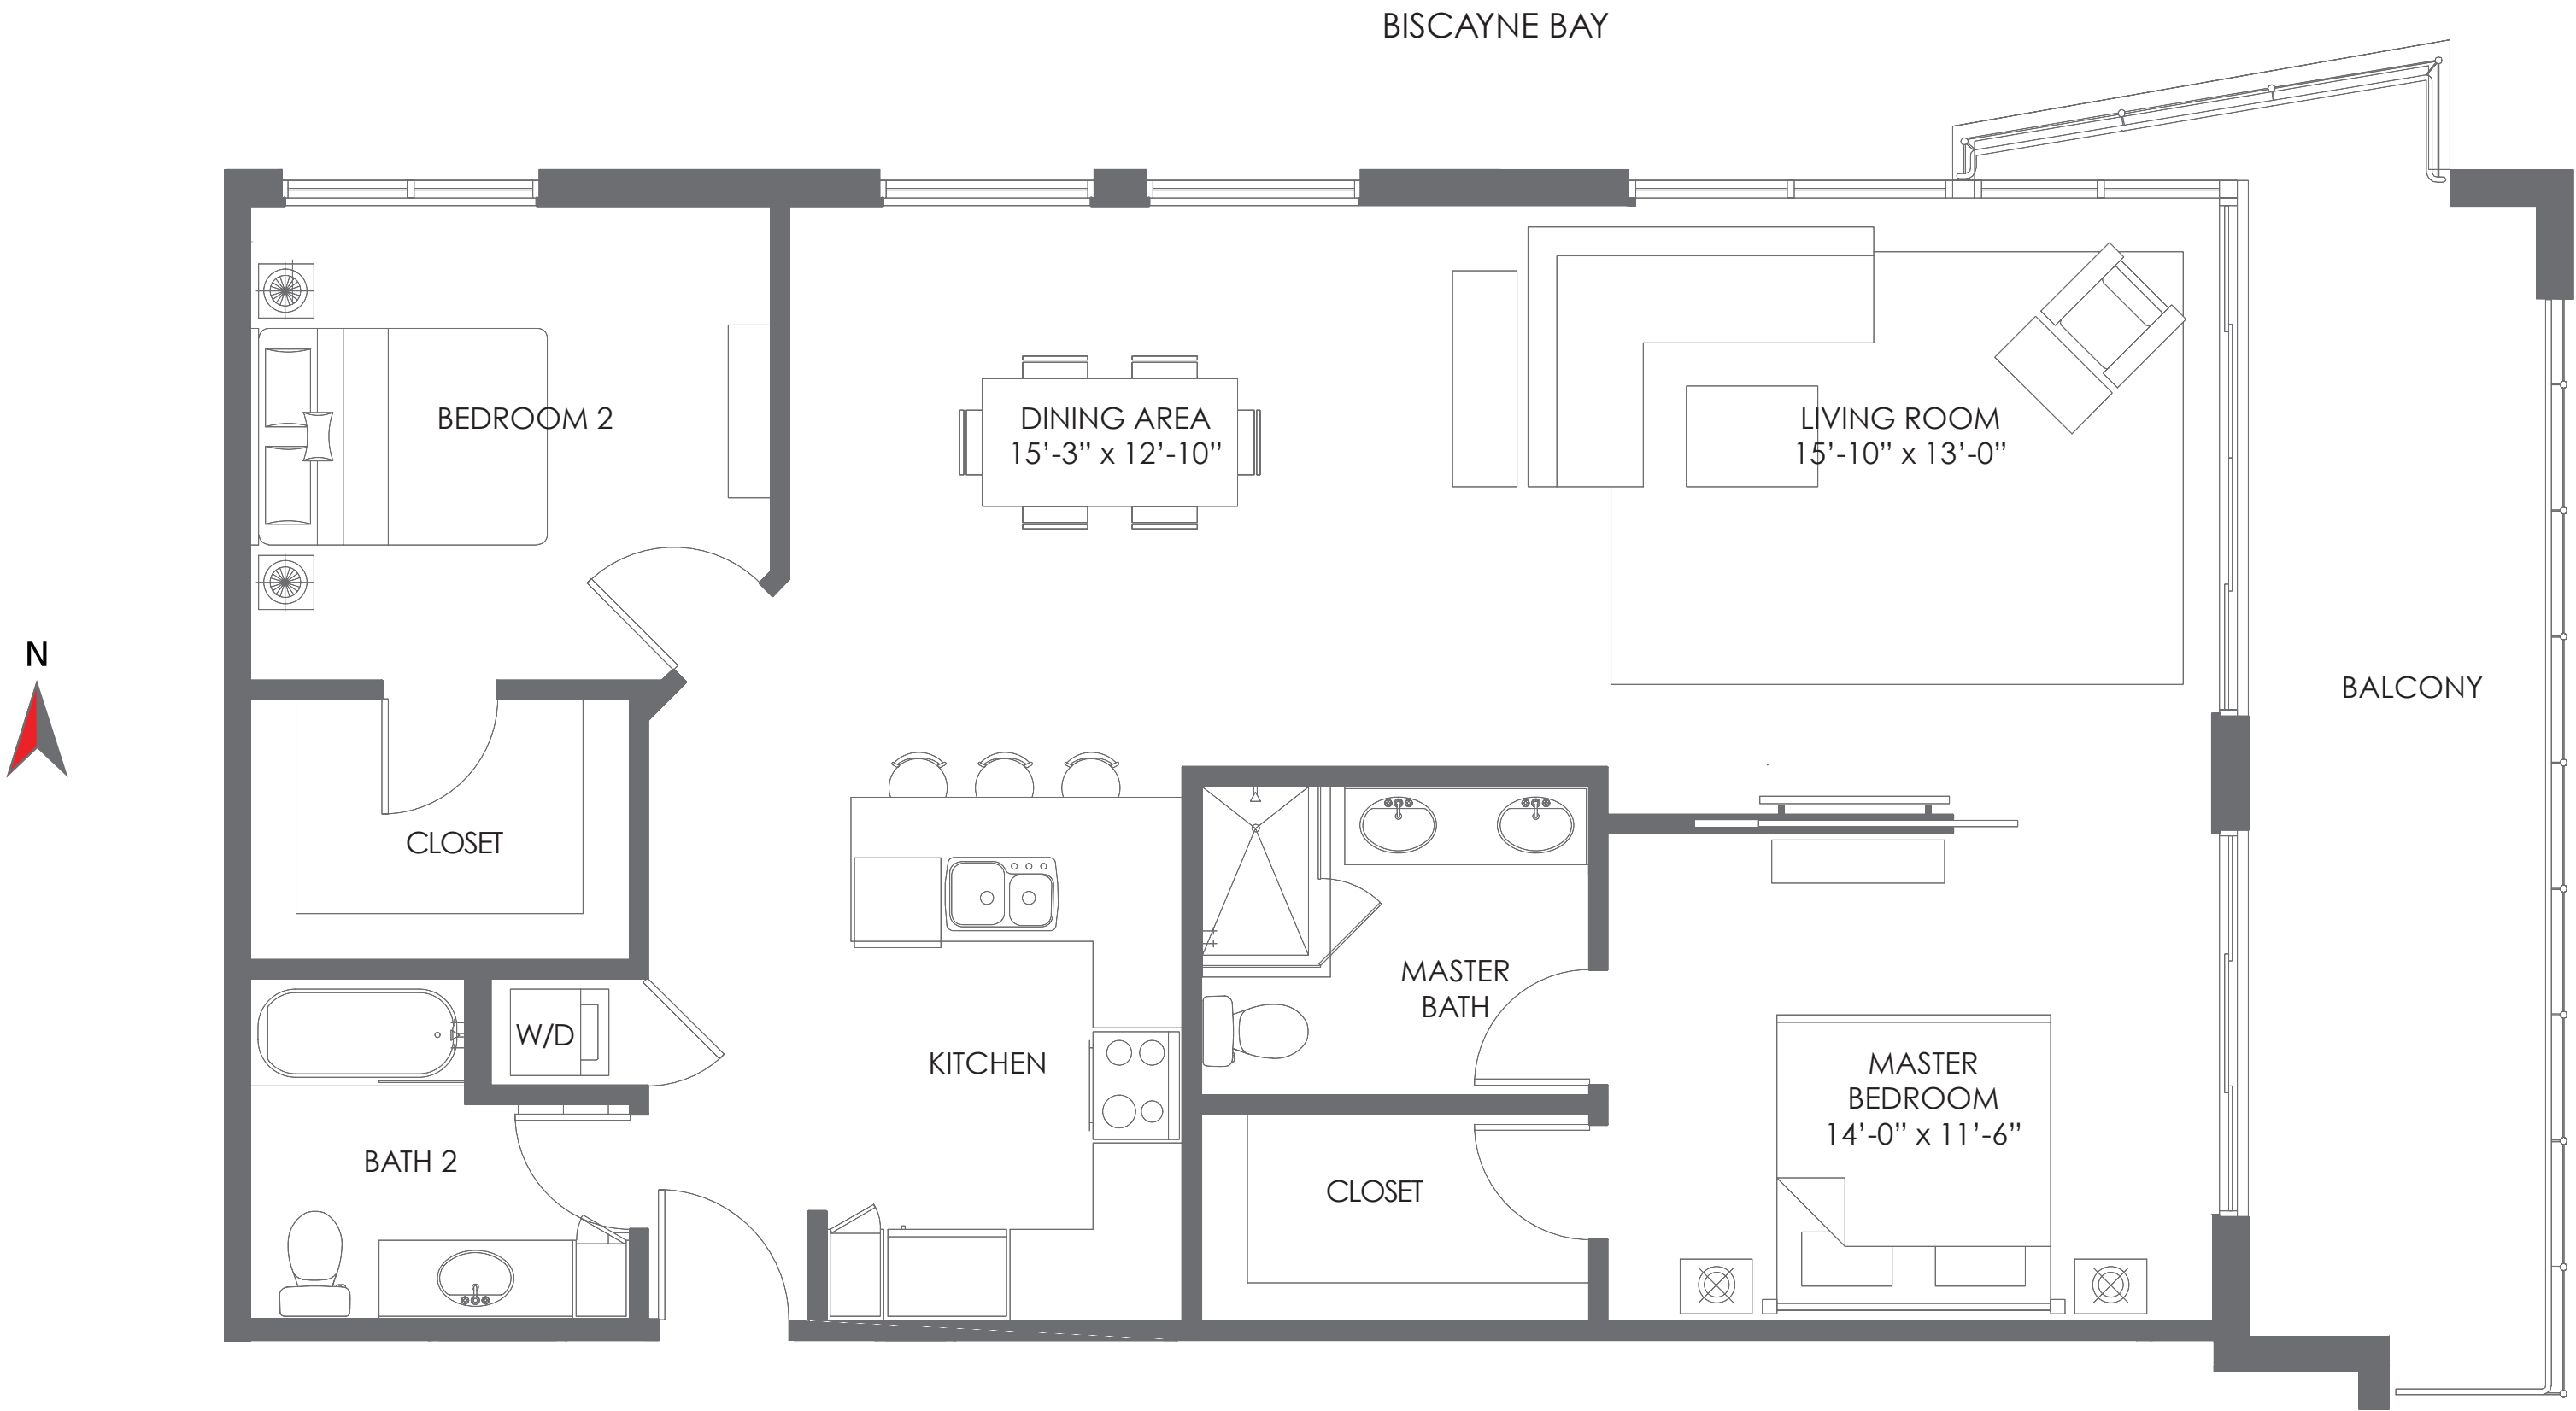 BISCAYNE BAY
BEDROOM 2
DINING AREA
15’-3” x 12’-10”
LIVING ROOM
15’-10” x 13’-0”
N
BALCONY
CLOSET
MASTER
BATH
W/D
KITCHEN
MASTER
BEDROOM
14’-0” x 11’-6”
BATH 2
CLOSET